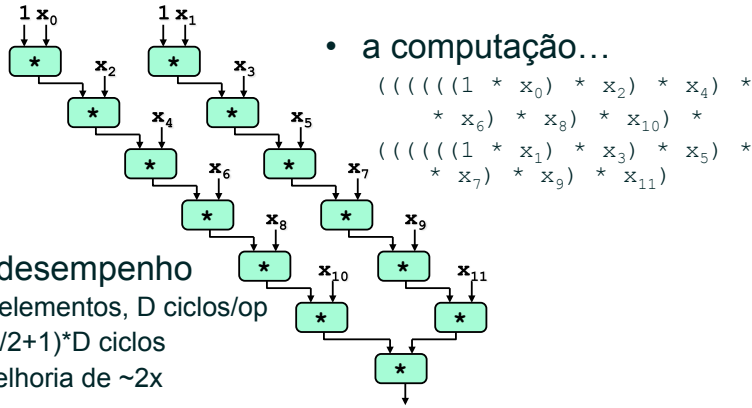 1 x₀ 1 x₁
* *
x₂ x₃
* *
x₄ x₅
* *
x₆ x₇
* *
x₈ x₉
* *
x₁₀ x₁₁
* *
*
• a computação…
((((((1 * x₀) * x₂) * x₄) *
* x₆) * x₈) * x₁₀) *
((((((1 * x₁) * x₃) * x₅) *
* x₇) * x₉) * x₁₁)
desempenho
elementos, D ciclos/op
/2+1)*D ciclos
elhoria de ~2x